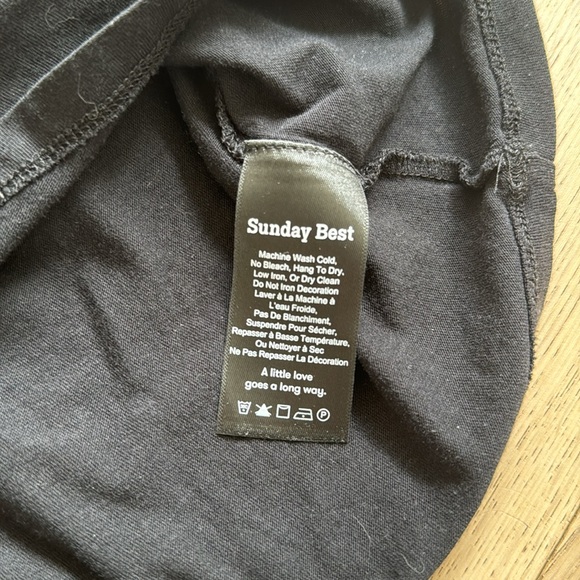 Sunday Best
Machine Wash Cold,
No Bleach, Hang To Dry,
Low Iron, Or Dry Clean
Do Not Iron Decoration
Laver à La Machine à
L'eau Froide,
Pas De Blanchiment,
Suspendre Pour Sécher,
Repasser à Basse Température,
Ou Nettoyer à Sec
Ne Pas Repasser La Décoration
A little love
goes a long way.
P